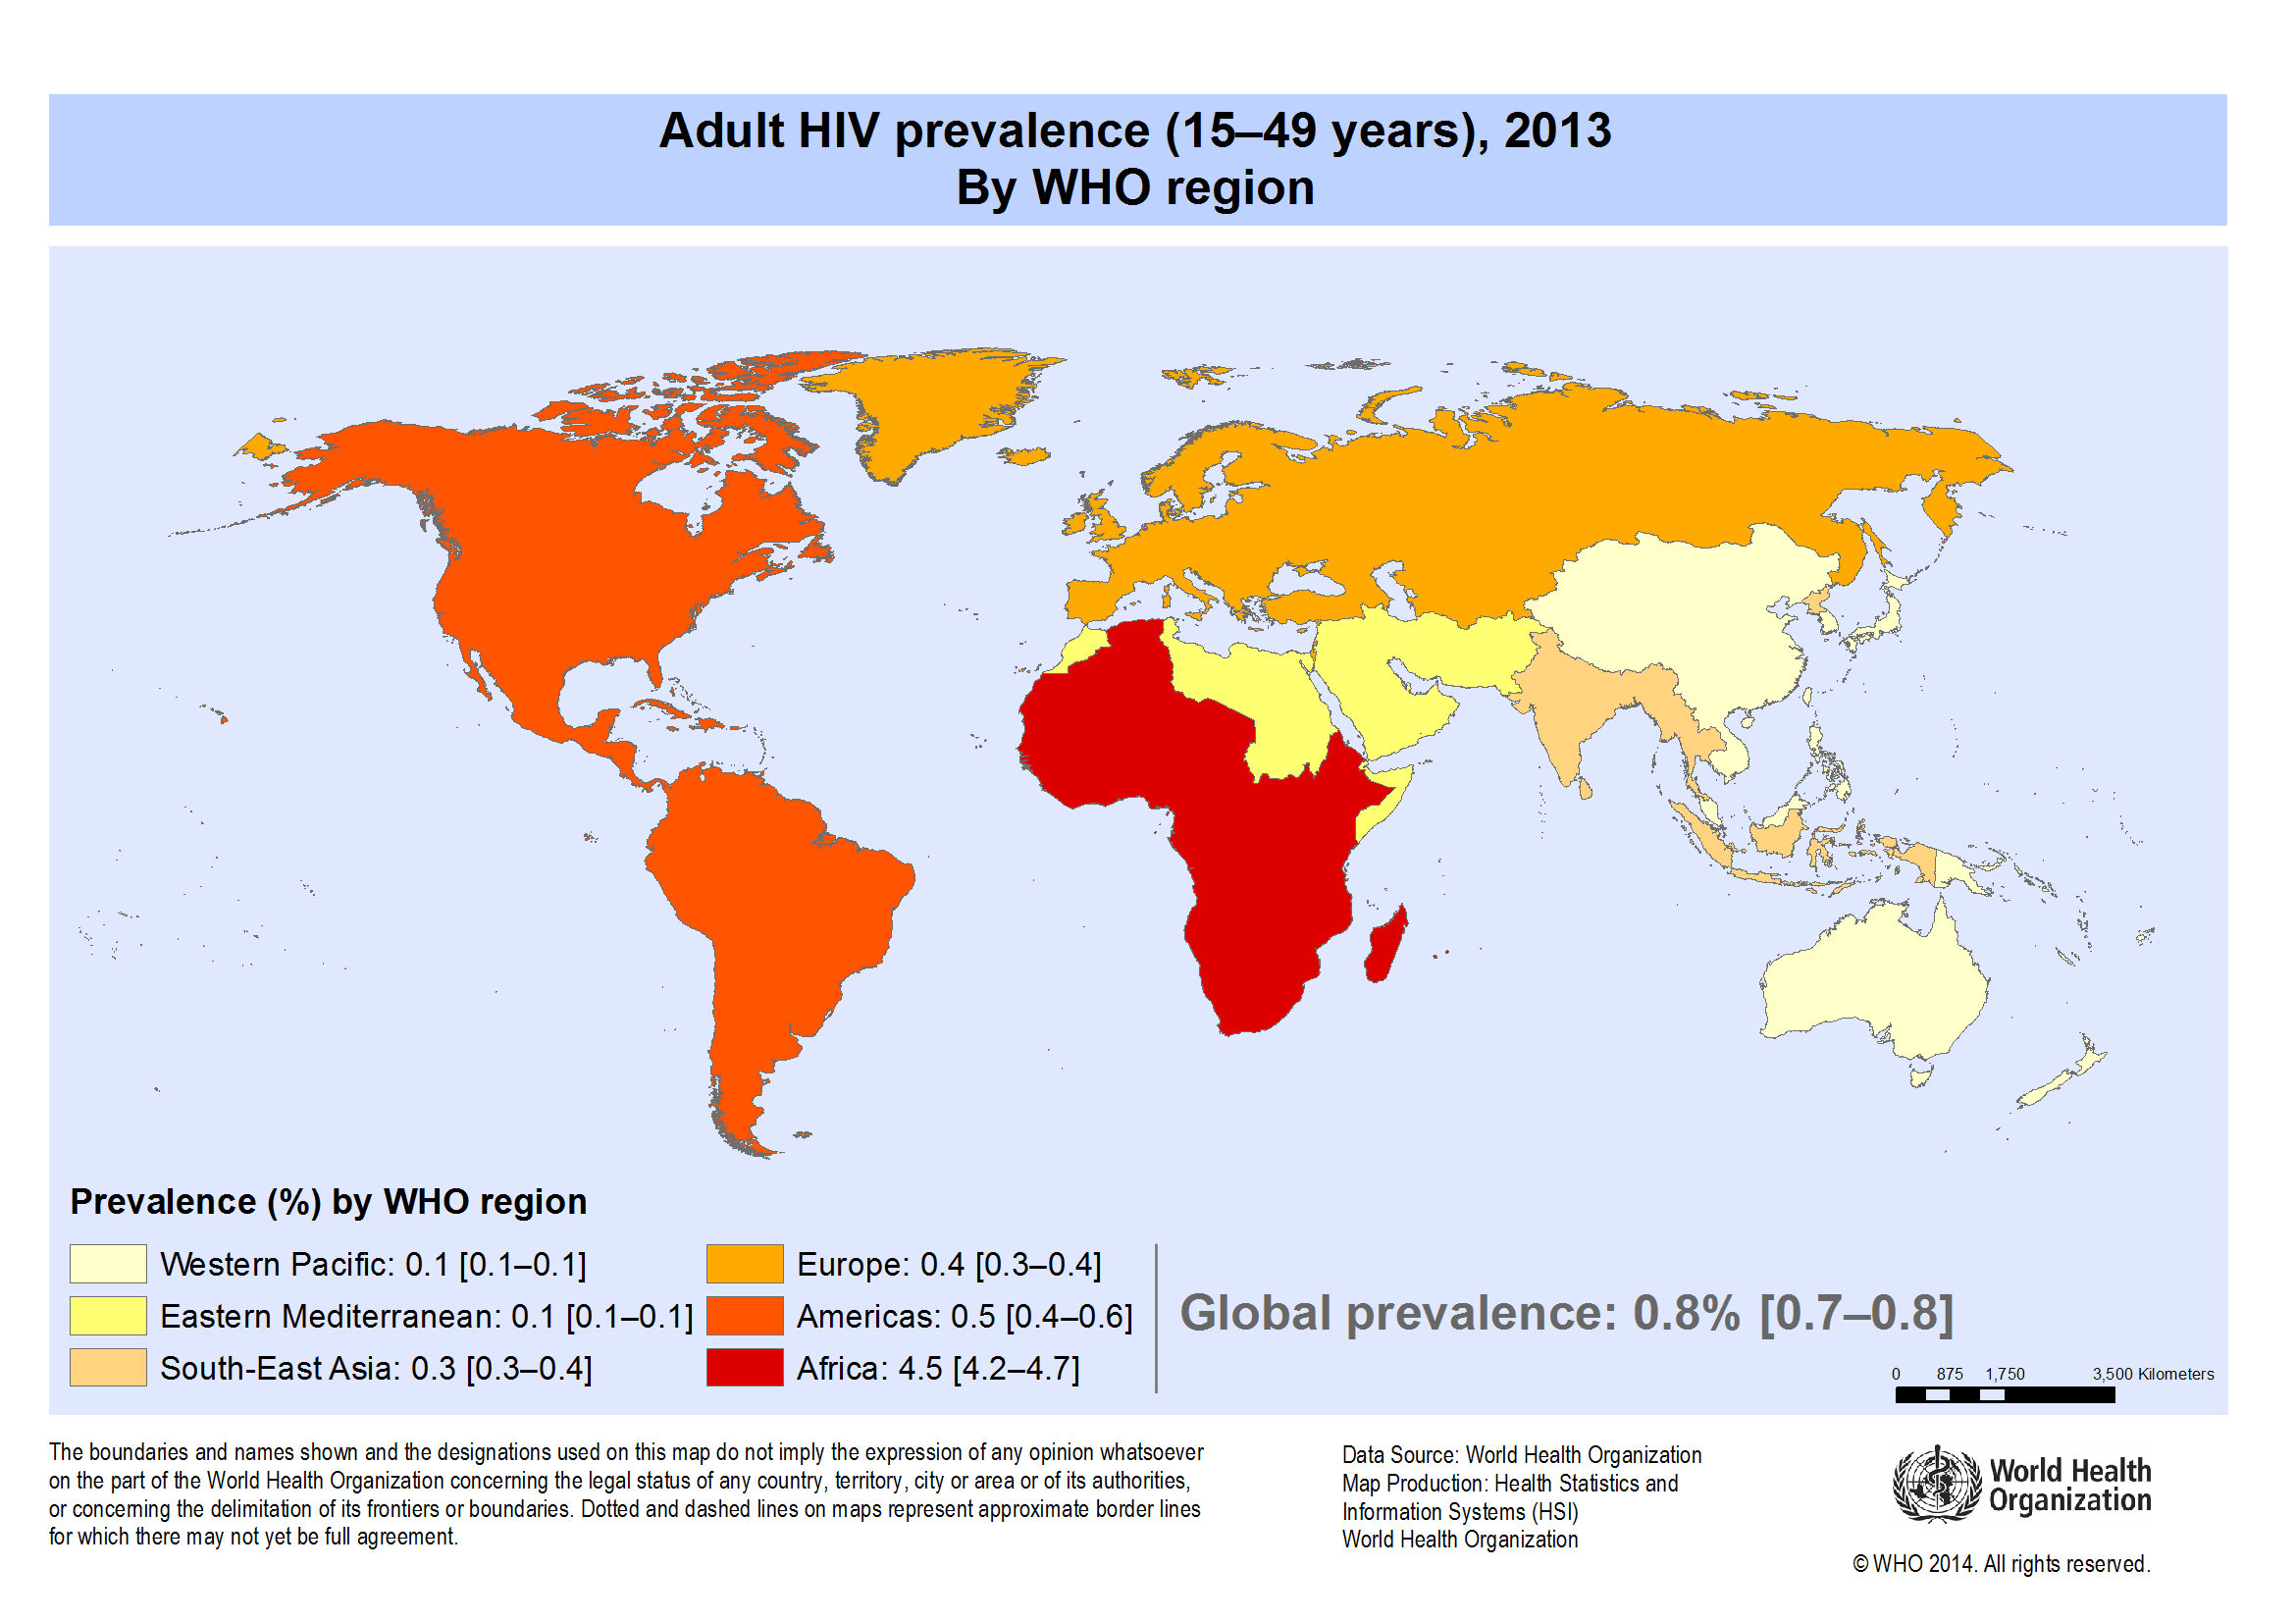 Adult HIV prevalence (15–49 years), 2013
By WHO region
Prevalence (%) by WHO region
Western Pacific: 0.1 [0.1–0.1]
Eastern Mediterranean: 0.1 [0.1–0.1]
South-East Asia: 0.3 [0.3–0.4]
Europe: 0.4 [0.3–0.4]
Americas: 0.5 [0.4–0.6]
Africa: 4.5 [4.2–4.7]
Global prevalence: 0.8% [0.7–0.8]
0 875 1,750 3,500 Kilometers
The boundaries and names shown and the designations used on this map do not imply the expression of any opinion whatsoever
on the part of the World Health Organization concerning the legal status of any country, territory, city or area or of its authorities,
or concerning the delimitation of its frontiers or boundaries. Dotted and dashed lines on maps represent approximate border lines
for which there may not yet be full agreement.
Data Source: World Health Organization
Map Production: Health Statistics and
Information Systems (HSI)
World Health Organization
World Health
Organization
© WHO 2014. All rights reserved.